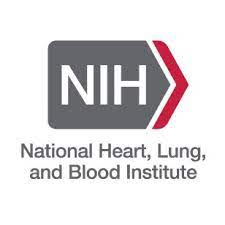 NIH
National Heart, Lung,
and Blood Institute